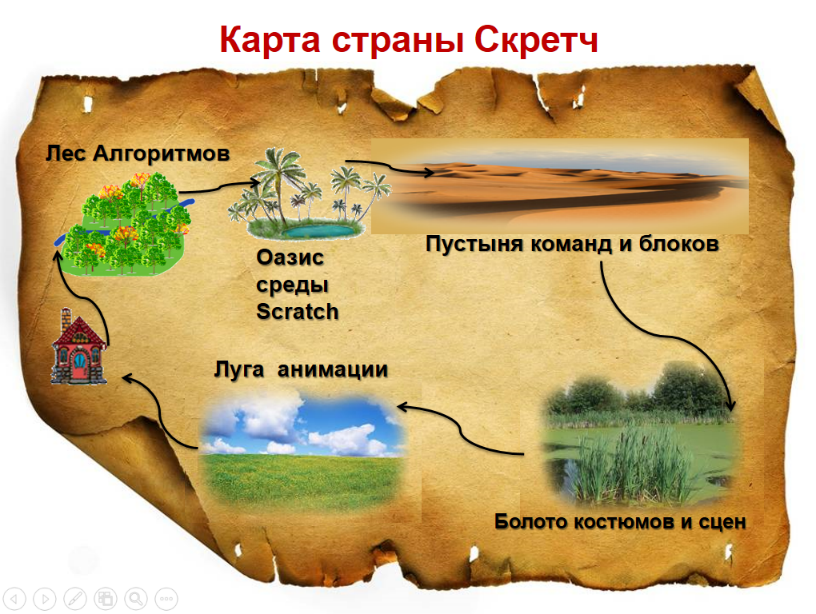 Карта страны Скретч
Лес Алгоритмов
Пустыня команд и блоков
Оазис
среды
Scratch
Луга анимации
Болото костюмов и сцен